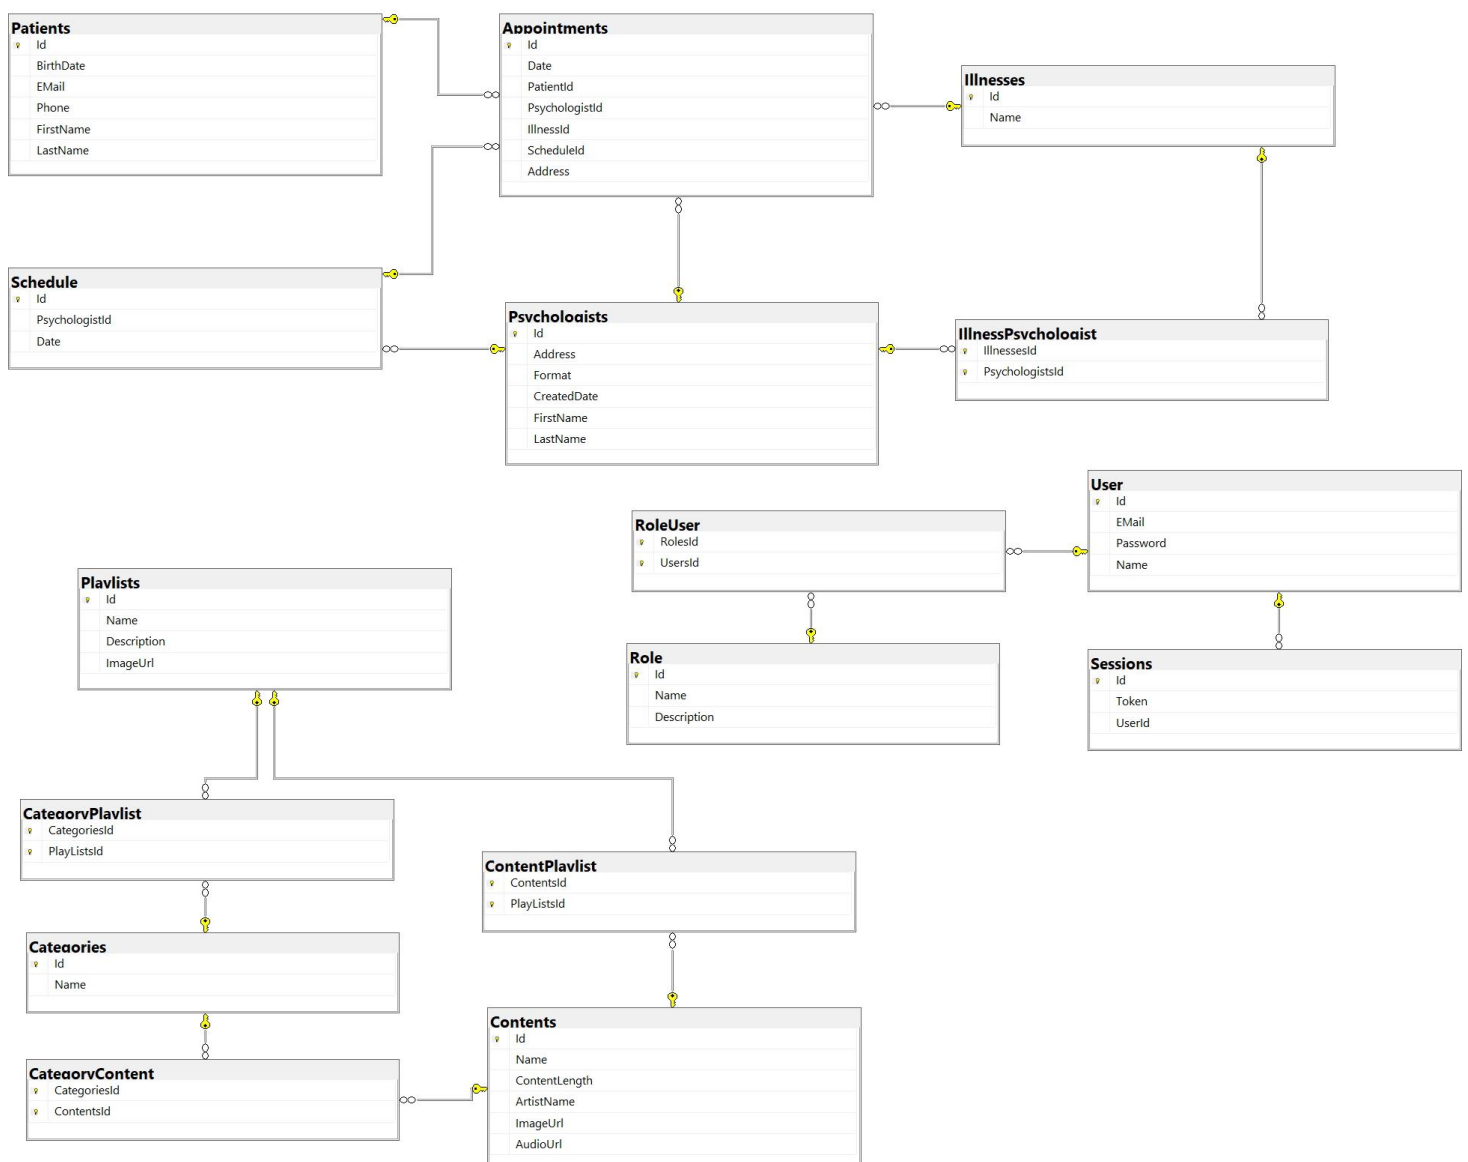 Patients
Id
BirthDate
EMail
Phone
FirstName
LastName
Appointments
Id
Date
PatientId
PsychologistId
IllnessId
ScheduleId
Address
Illnesses
Id
Name
Schedule
Id
PsychologistId
Date
Psychologists
Id
Address
Format
CreatedDate
FirstName
LastName
IllnessPsychologist
IllnessesId
PsychologistsId
User
Id
EMail
Password
Name
RoleUser
RolesId
UsersId
Role
Id
Name
Description
Sessions
Id
Token
UserId
Playlists
Id
Name
Description
ImageUrl
CategoryPlaylist
CategoriesId
PlayListsId
ContentPlaylist
ContentsId
PlayListsId
Categories
Id
Name
CategoryContent
CategoriesId
ContentsId
Contents
Id
Name
ContentLength
ArtistName
ImageUrl
AudioUrl